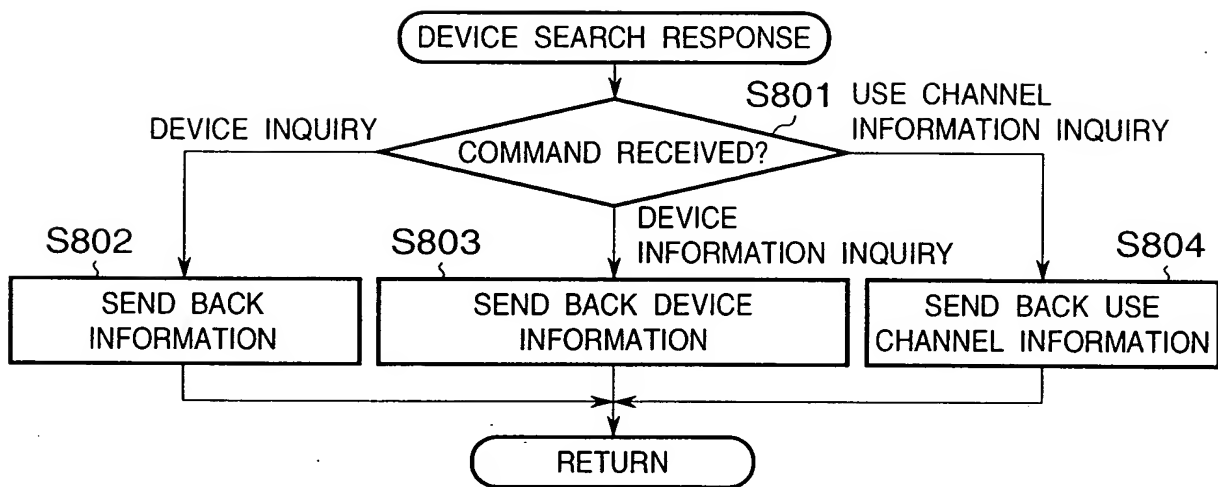 DEVICE SEARCH RESPONSE
S801
USE CHANNEL
INFORMATION INQUIRY
DEVICE INQUIRY
COMMAND RECEIVED?
DEVICE
INFORMATION INQUIRY
S802
SEND BACK
INFORMATION
S803
SEND BACK DEVICE
INFORMATION
S804
SEND BACK USE
CHANNEL INFORMATION
RETURN